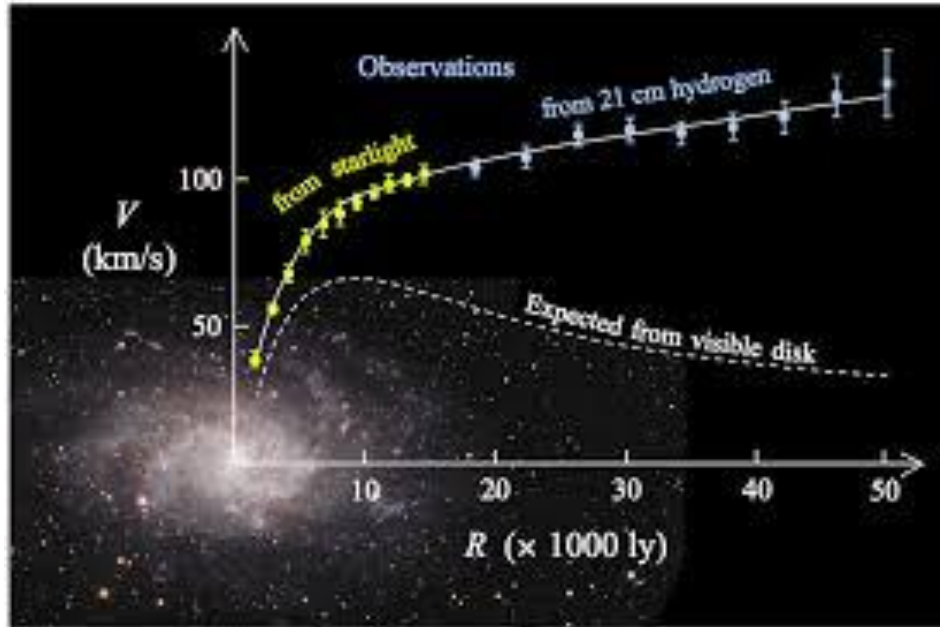 Observations
from 21 cm hydrogen
from starlight
100
V
(km/s)
50
Expected from visible disk
10 20 30 40 50
R (× 1000 ly)